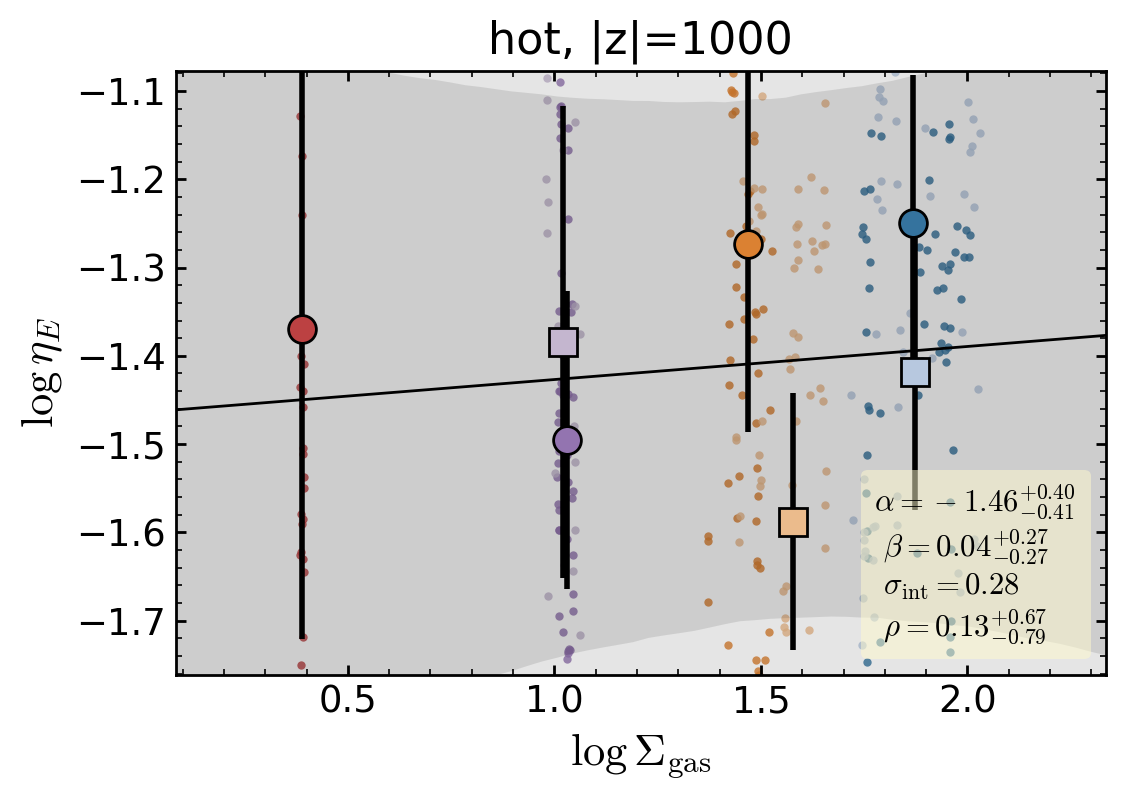 hot, |z|=1000
−1.1
−1.2
−1.3
−1.4
−1.5
−1.6
−1.7
log η_E
α = − 1.46^{+0.40}_{−0.41}
β = 0.04^{+0.27}_{−0.27}
σ_int = 0.28
ρ = 0.13^{+0.67}_{−0.79}
0.5 1.0 1.5 2.0
log Σ_gas